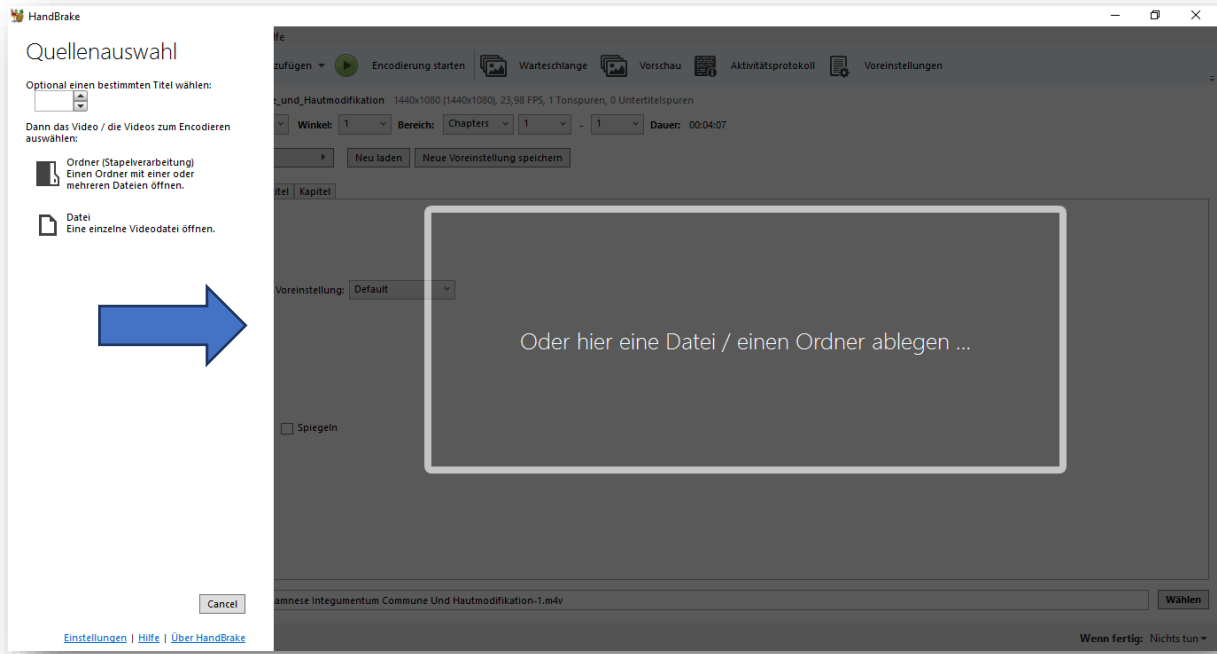 HandBrake
Quellenauswahl
Optional einen bestimmten Titel wählen:
Dann das Video / die Videos zum Encodieren
auswählen:
Ordner (Stapelverarbeitung)
Einen Ordner mit einer oder
mehreren Dateien öffnen.
Datei
Eine einzelne Videodatei öffnen.
Cancel
Einstellungen | Hilfe | Über HandBrake
lfe
zufügen Encodierung starten Warteschlange Vorschau Aktivitätsprotokoll Voreinstellungen
e_und_Hautmodifikation 1440x1080 (1440x1080), 23,98 FPS, 1 Tonspuren, 0 Untertitelspuren
Winkel: 1 Bereich: Chapters 1 - 1 Dauer: 00:04:07
Neu laden Neue Voreinstellung speichern
itel Kapitel
Voreinstellung: Default
Oder hier eine Datei / einen Ordner ablegen ...
Spiegeln
amnese Integumentum Commune Und Hautmodifikation-1.m4v Wählen
Wenn fertig: Nichts tun